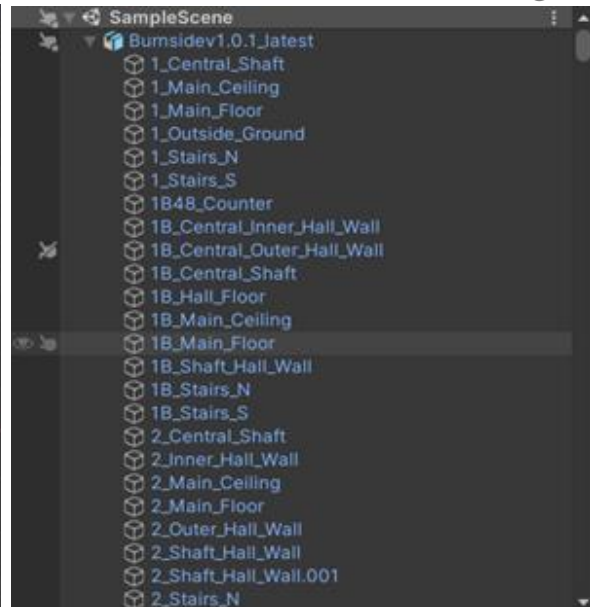 SampleScene
Burnsidev1.0.1_latest
1_Central_Shaft
1_Main_Ceiling
1_Main_Floor
1_Outside_Ground
1_Stairs_N
1_Stairs_S
1B48_Counter
1B_Central_Inner_Hall_Wall
1B_Central_Outer_Hall_Wall
1B_Central_Shaft
1B_Hall_Floor
1B_Main_Ceiling
1B_Main_Floor
1B_Shaft_Hall_Wall
1B_Stairs_N
1B_Stairs_S
2_Central_Shaft
2_Inner_Hall_Wall
2_Main_Ceiling
2_Main_Floor
2_Outer_Hall_Wall
2_Shaft_Hall_Wall
2_Shaft_Hall_Wall.001
2_Stairs_N